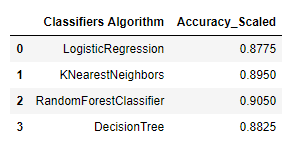 Classifiers Algorithm Accuracy_Scaled
0 LogisticRegression 0.8775
1 KNearestNeighbors 0.8950
2 RandomForestClassifier 0.9050
3 DecisionTree 0.8825